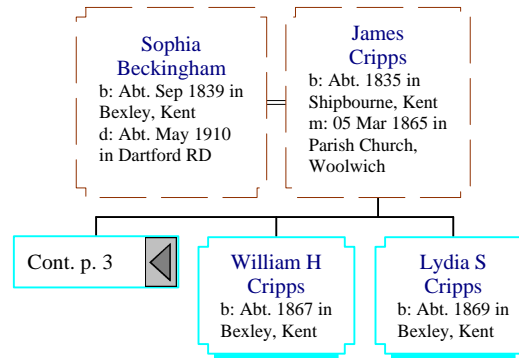 Sophia
Beckingham
b: Abt. Sep 1839 in
Bexley, Kent
d: Abt. May 1910
in Dartford RD
James
Cripps
b: Abt. 1835 in
Shipbourne, Kent
m: 05 Mar 1865 in
Parish Church,
Woolwich
Cont. p. 3
William H
Cripps
b: Abt. 1867 in
Bexley, Kent
Lydia S
Cripps
b: Abt. 1869 in
Bexley, Kent